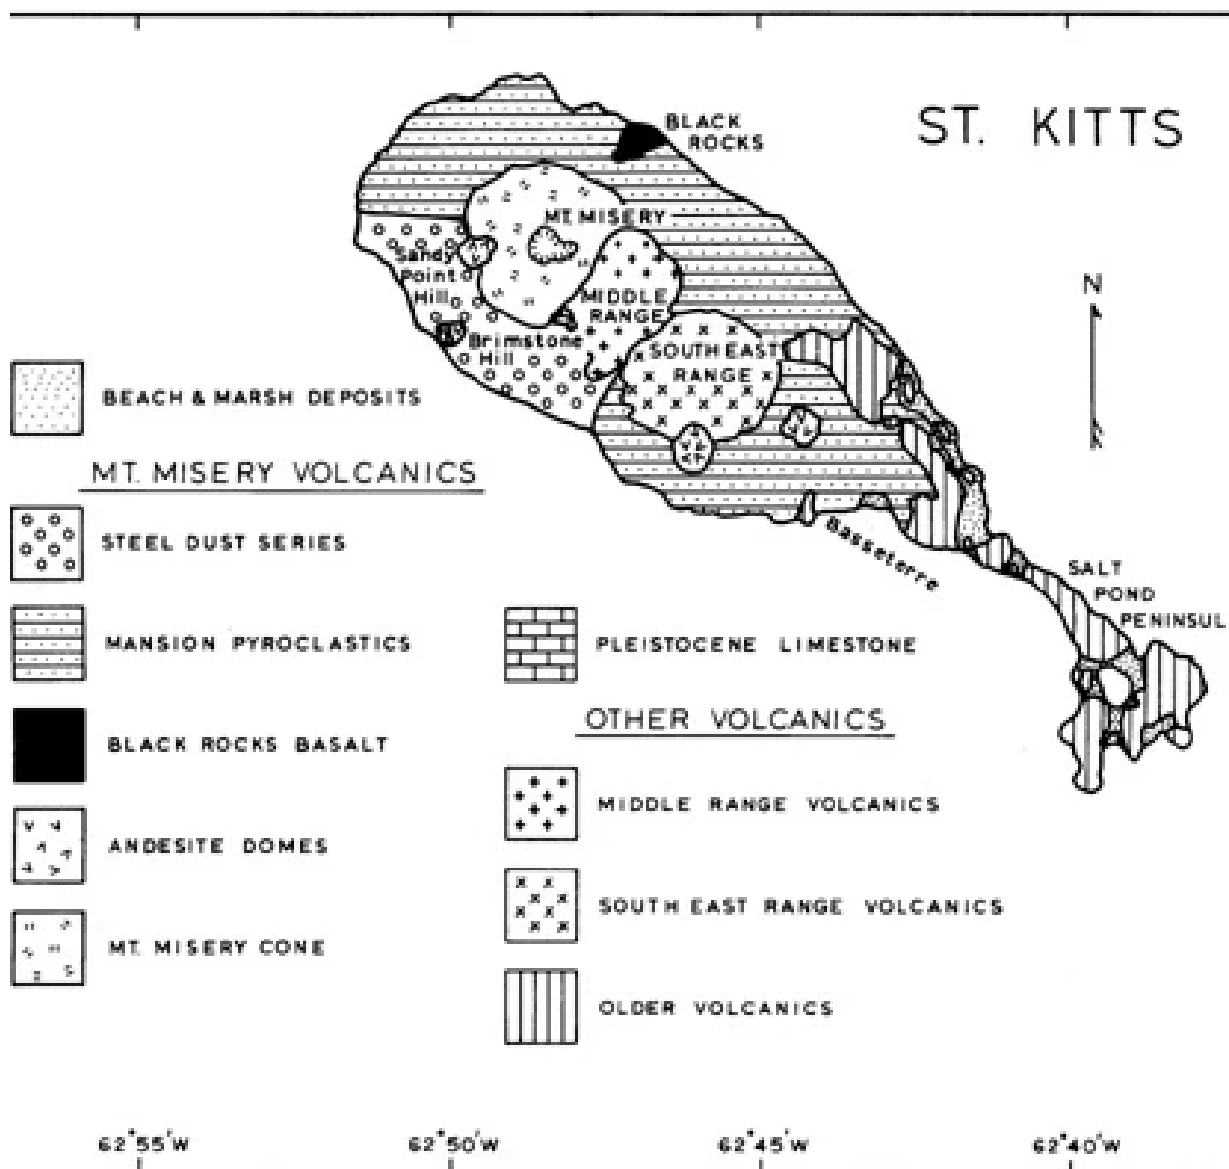 ST. KITTS
BLACK
ROCKS
MT. MISERY
Sandy
Point
Hill
MIDDLE
RANGE
Brimstone
Hill
SOUTH EAST
RANGE
N
Basseterre
SALT
POND
PENINSUL
BEACH & MARSH DEPOSITS
MT. MISERY VOLCANICS
STEEL DUST SERIES
MANSION PYROCLASTICS
BLACK ROCKS BASALT
ANDESITE DOMES
MT. MISERY CONE
PLEISTOCENE LIMESTONE
OTHER VOLCANICS
MIDDLE RANGE VOLCANICS
SOUTH EAST RANGE VOLCANICS
OLDER VOLCANICS
62°55'W 62°50'W 62°45'W 62°40'W